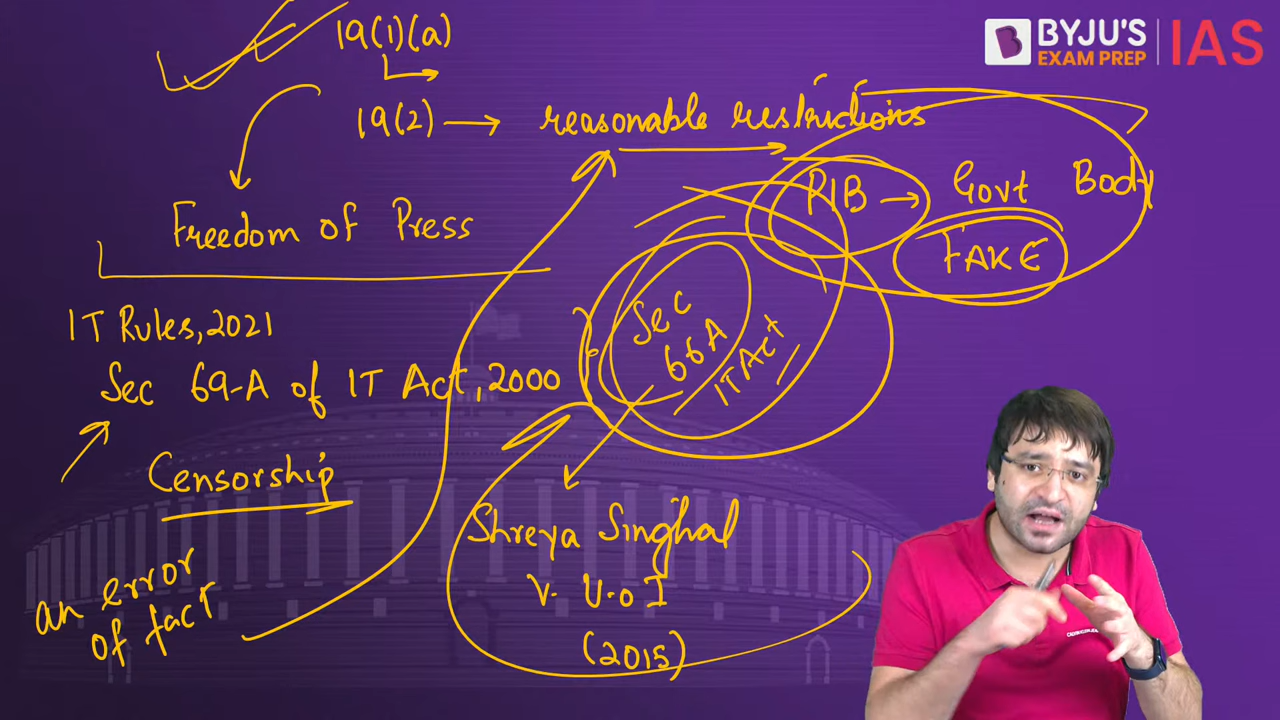 19(1)(a)
BYJU'S
EXAM PREP
IAS
19(2) → reasonable restrictions
PIB → Govt Body
FAKE
Freedom of Press
IT Rules, 2021
Sec 69-A of IT Act, 2000
Sec
66A
IT Act
Censorship
Shreya Singhal
V. U.o I
(2015)
an error
of fact